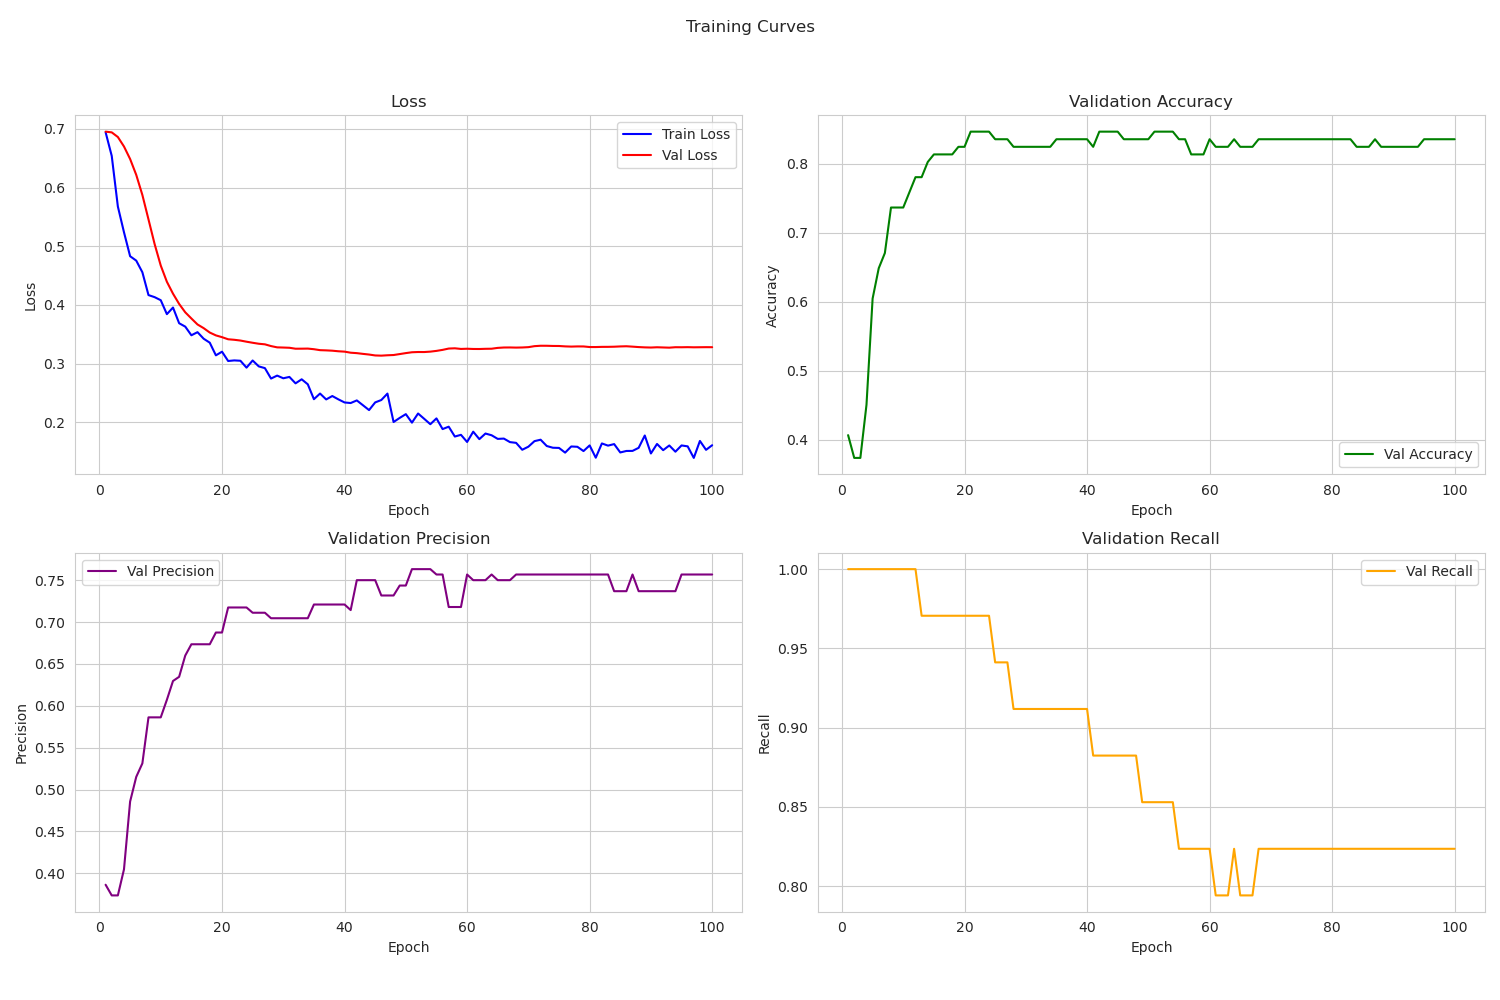 Training Curves
Loss
0.7
0.6
0.5
0.4
0.3
0.2
Loss
Train Loss
Val Loss
0 20 40 60 80 100
Epoch
Validation Accuracy
0.8
0.7
0.6
0.5
0.4
Accuracy
Val Accuracy
0 20 40 60 80 100
Epoch
Validation Precision
0.75
0.70
0.65
0.60
0.55
0.50
0.45
0.40
Precision
Val Precision
0 20 40 60 80 100
Epoch
Validation Recall
1.00
0.95
0.90
0.85
0.80
Recall
Val Recall
0 20 40 60 80 100
Epoch